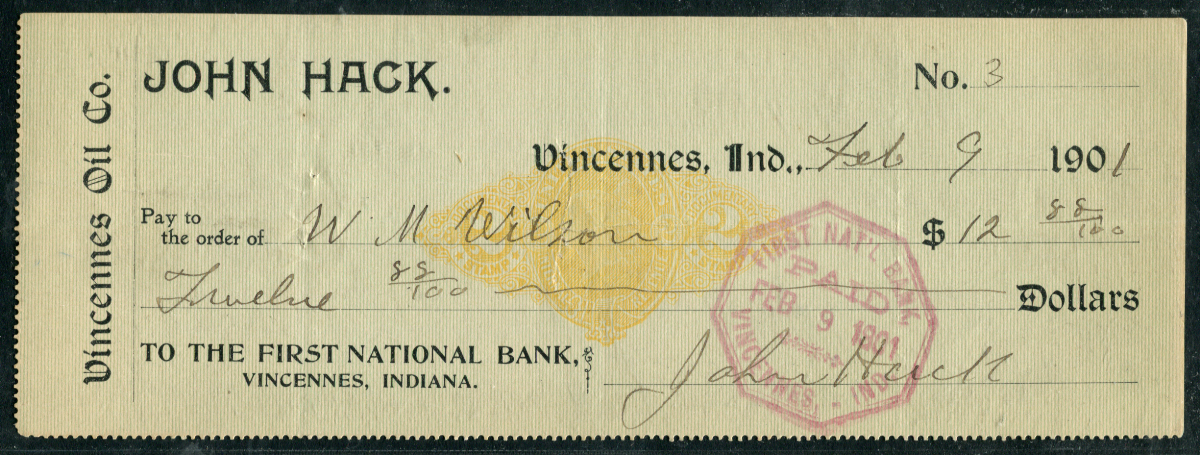 Vincennes Oil Co.
JOHN HACK.
No. 3
Vincennes, Ind., Feb 9 1901
Pay to
the order of W M Wilson $ 12 88/100
Twelve 88/100 Dollars
TO THE FIRST NATIONAL BANK,
VINCENNES, INDIANA.
John Hack
FIRST NAT'L BANK
PAID
FEB 9 1901
VINCENNES, - IND.